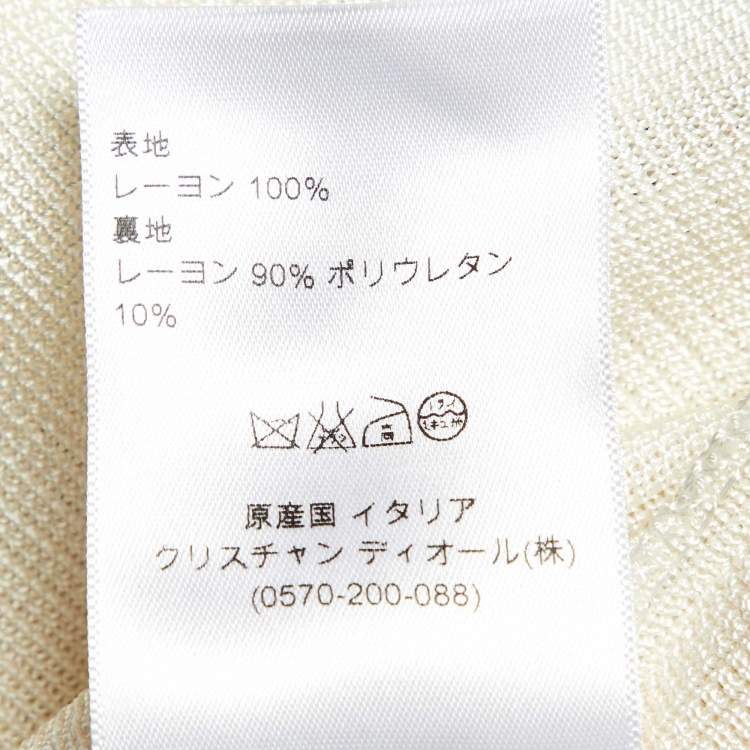 表地
レーヨン 100%
裏地
レーヨン 90% ポリウレタン
10%
高
原産国 イタリア
クリスチャン ディオール(株)
(0570-200-088)